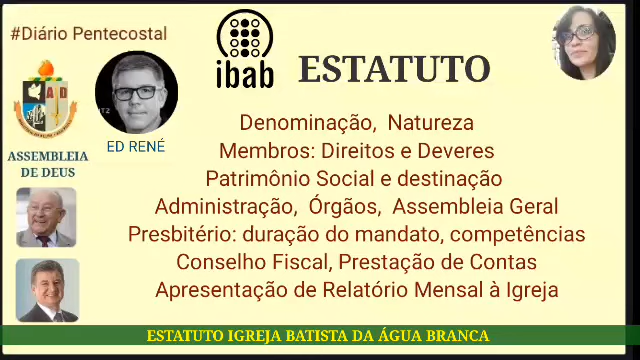 #Diário Pentecostal
ibab
ESTATUTO
ED RENÉ
ASSEMBLEIA
DE DEUS
Denominação, Natureza
Membros: Direitos e Deveres
Patrimônio Social e destinação
Administração, Órgãos, Assembleia Geral
Presbitério: duração do mandato, competências
Conselho Fiscal, Prestação de Contas
Apresentação de Relatório Mensal à Igreja
ESTATUTO IGREJA BATISTA DA ÁGUA BRANCA